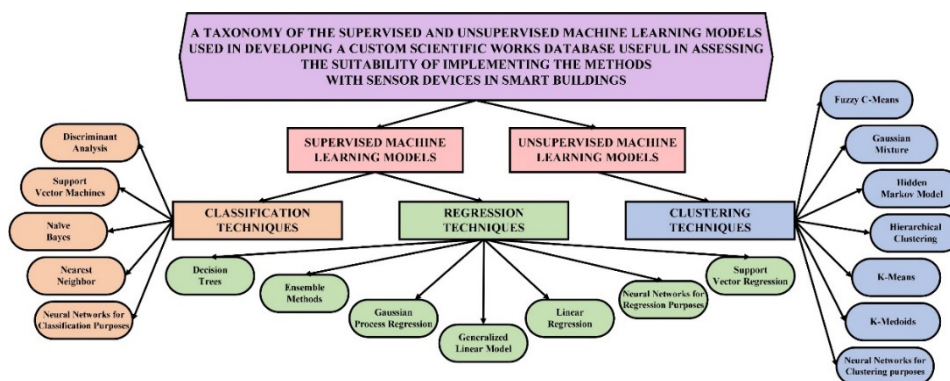 A TAXONOMY OF THE SUPERVISED AND UNSUPERVISED MACHINE LEARNING MODELS
USED IN DEVELOPING A CUSTOM SCIENTIFIC WORKS DATABASE USEFUL IN ASSESSING
THE SUITABILITY OF IMPLEMENTING THE METHODS
WITH SENSOR DEVICES IN SMART BUILDINGS
SUPERVISED MACHINE
LEARNING MODELS
UNSUPERVISED MACHINE
LEARNING MODELS
CLASSIFICATION
TECHNIQUES
REGRESSION
TECHNIQUES
CLUSTERING
TECHNIQUES
Discriminant
Analysis
Support
Vector Machines
Naïve
Bayes
Nearest
Neighbor
Neural Networks for
Classification Purposes
Decision
Trees
Ensemble
Methods
Gaussian
Process Regression
Generalized
Linear Model
Linear
Regression
Neural Networks for
Regression Purposes
Support
Vector Regression
Fuzzy C-Means
Gaussian
Mixture
Hidden
Markov Model
Hierarchical
Clustering
K-Means
K-Medoids
Neural Networks for
Clustering purposes